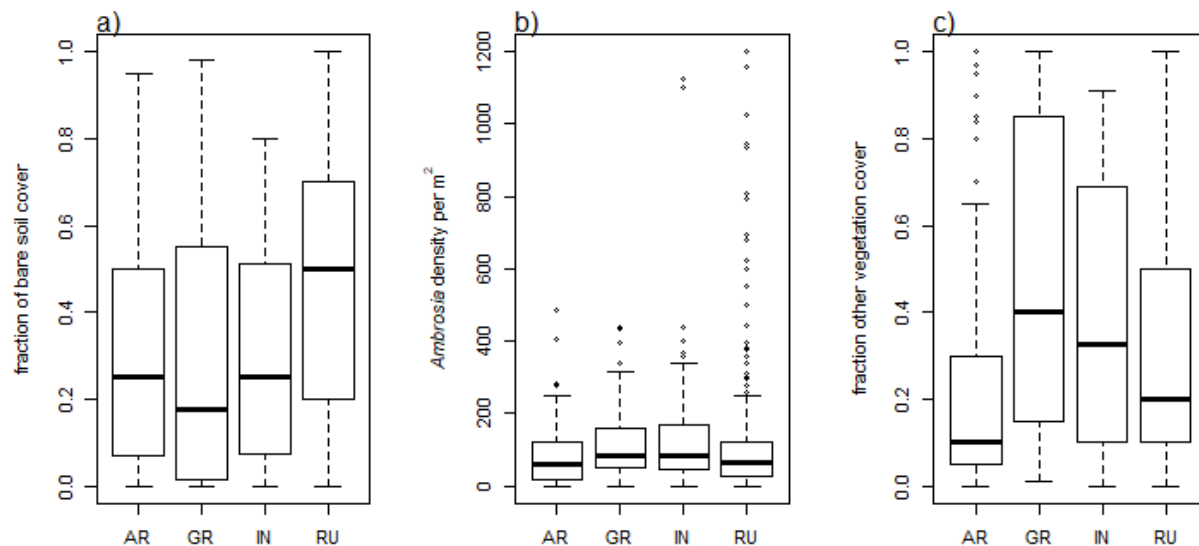 a)
fraction of bare soil cover
1.0
0.8
0.6
0.4
0.2
0.0
AR GR IN RU
b)
Ambrosia density per m²
1200
1000
800
600
400
200
0
AR GR IN RU
c)
fraction other vegetation cover
1.0
0.8
0.6
0.4
0.2
0.0
AR GR IN RU